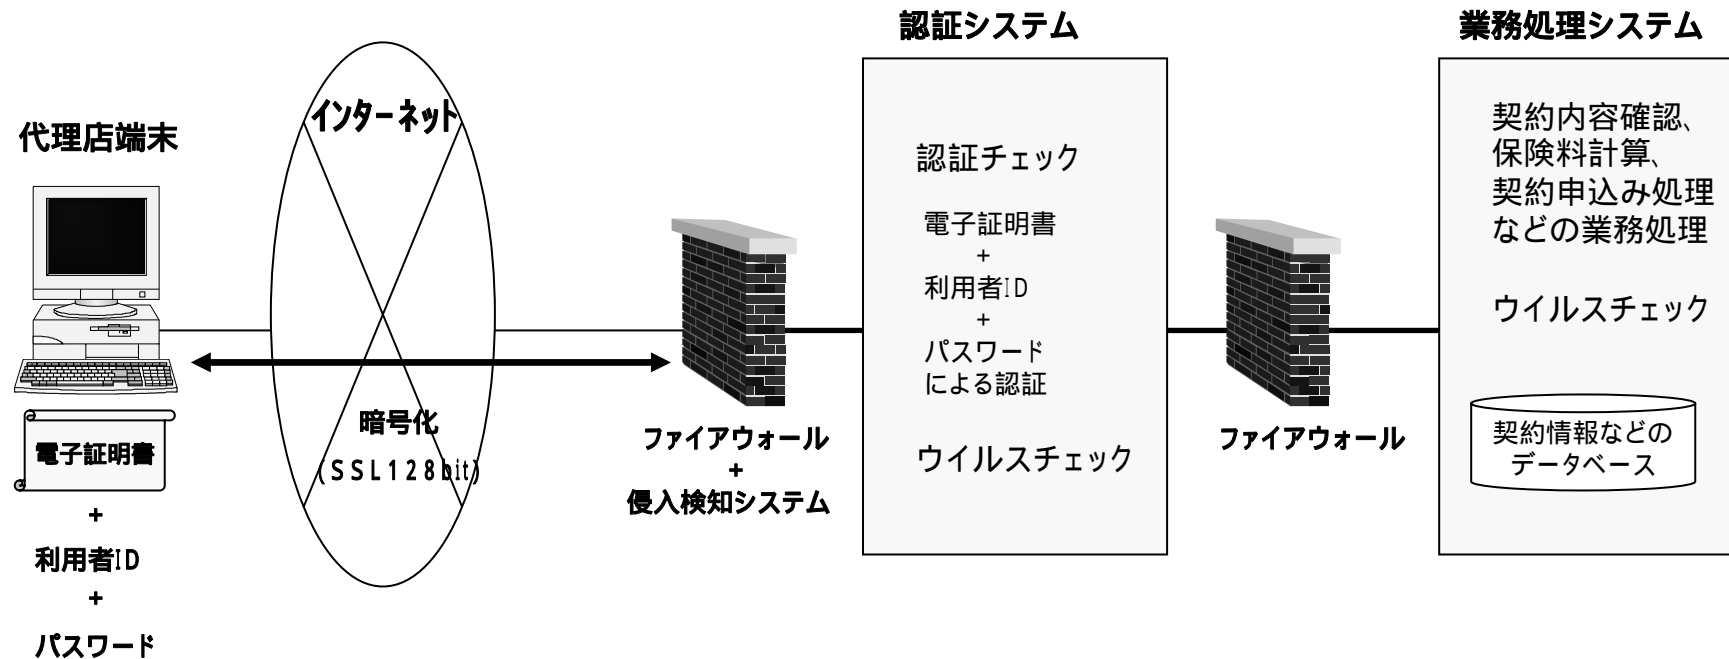 認証システム
業務処理システム
代理店端末
インターネット
暗号化
(ＳＳＬ１２８bit)
電子証明書
+
利用者ID
+
パスワード
ファイアウォール
+
侵入検知システム
認証チェック
電子証明書
+
利用者ID
+
パスワード
による認証
ウイルスチェック
ファイアウォール
契約内容確認、
保険料計算、
契約申込み処理
などの業務処理
ウイルスチェック
契約情報などの
データベース